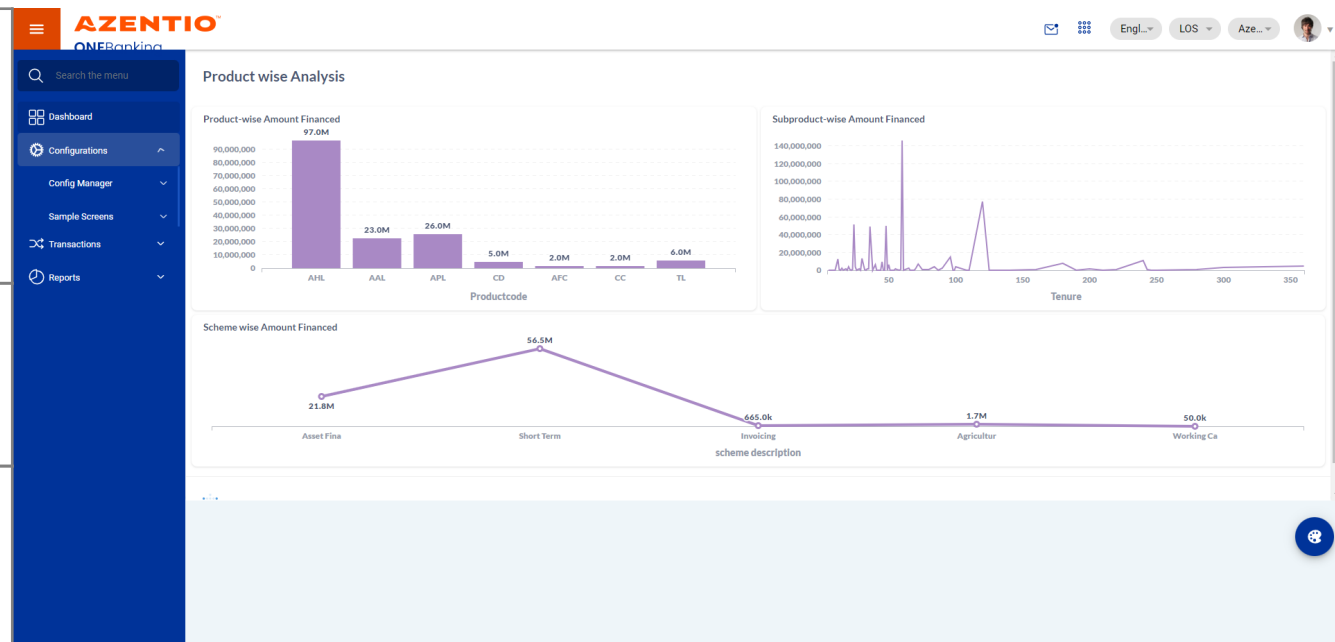 AZENTIO
ONEBanking
Engl...
LOS
Aze...
Search the menu
Dashboard
Configurations
Config Manager
Sample Screens
Transactions
Reports
Product wise Analysis
Product-wise Amount Financed
97.0M
90,000,000
80,000,000
70,000,000
60,000,000
50,000,000
40,000,000
30,000,000
20,000,000
10,000,000
0
23.0M
26.0M
5.0M
2.0M
2.0M
6.0M
AHL AAL APL CD AFC CC TL
Productcode
Subproduct-wise Amount Financed
140,000,000
120,000,000
100,000,000
80,000,000
60,000,000
40,000,000
20,000,000
0
50 100 150 200 250 300 350
Tenure
Scheme wise Amount Financed
21.8M
56.5M
665.0k
1.7M
50.0k
Asset Fina Short Term Invoicing Agricultur Working Ca
scheme description